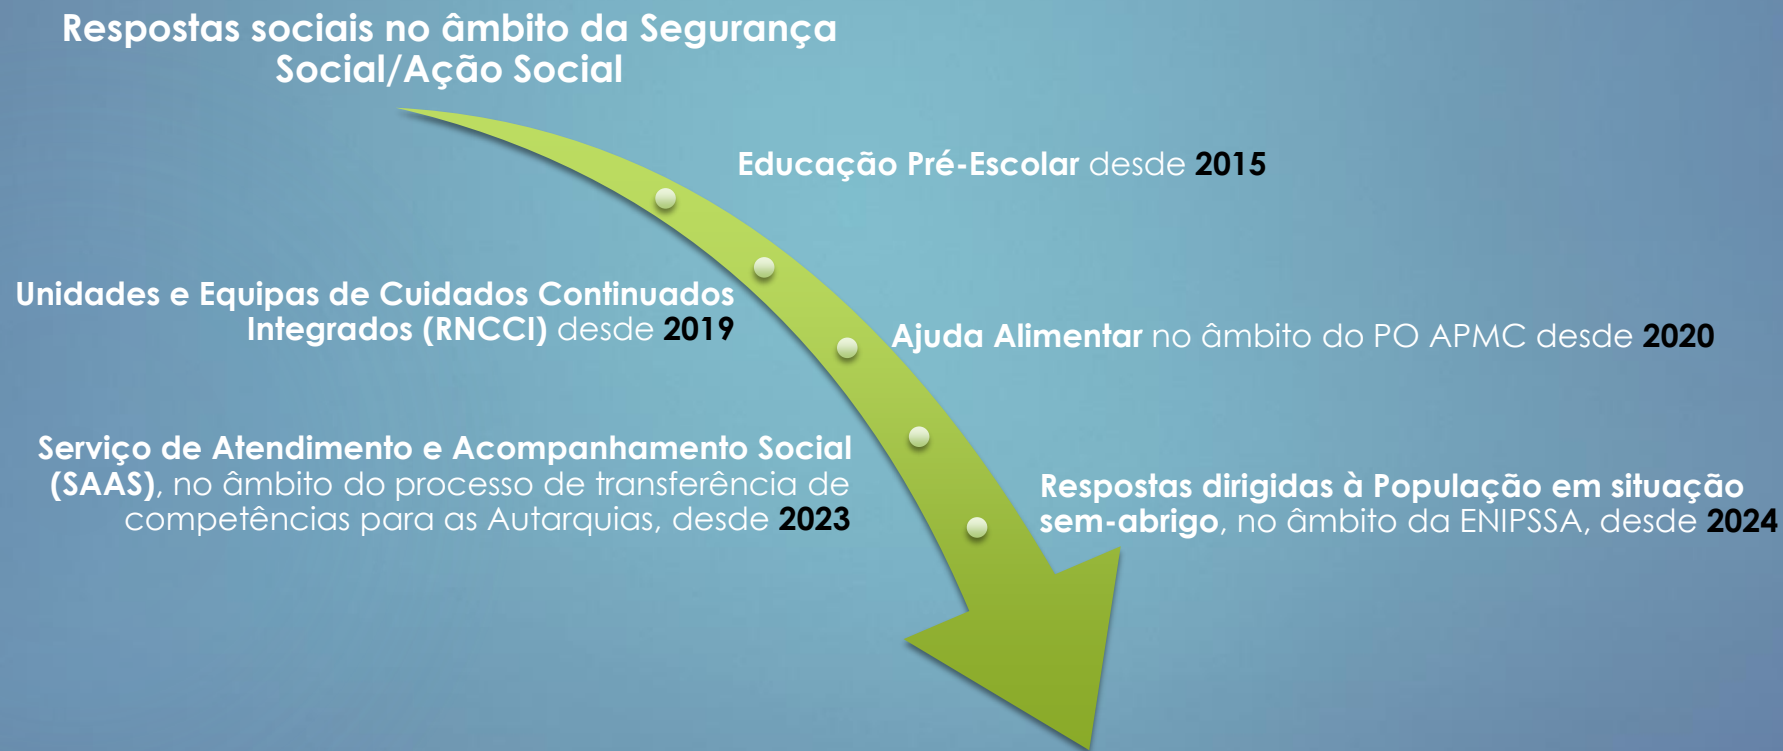 Respostas sociais no âmbito da Segurança
Social/Ação Social
Educação Pré-Escolar desde 2015
Unidades e Equipas de Cuidados Continuados
Integrados (RNCCI) desde 2019
Ajuda Alimentar no âmbito do PO APMC desde 2020
Serviço de Atendimento e Acompanhamento Social
(SAAS), no âmbito do processo de transferência de
competências para as Autarquias, desde 2023
Respostas dirigidas à População em situação
sem-abrigo, no âmbito da ENIPSSA, desde 2024